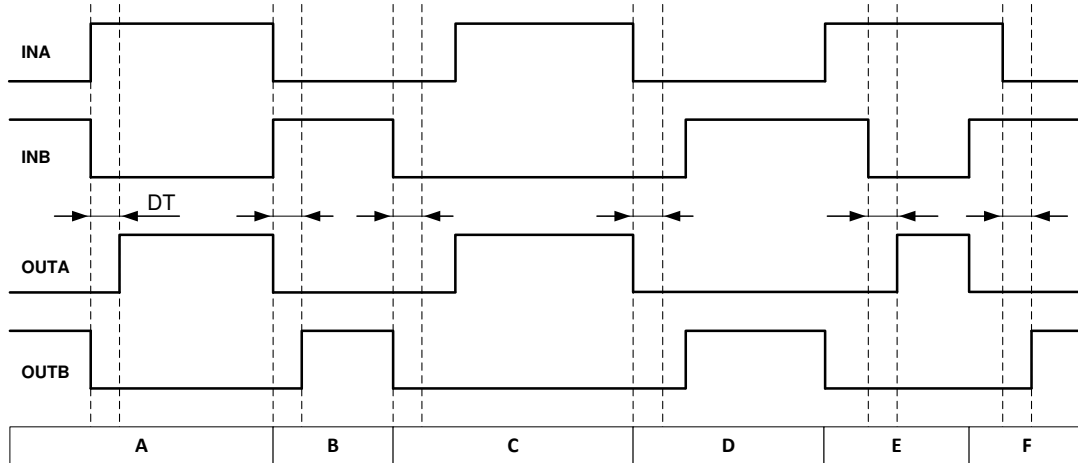 INA
INB
DT
OUTA
OUTB
A B C D E F